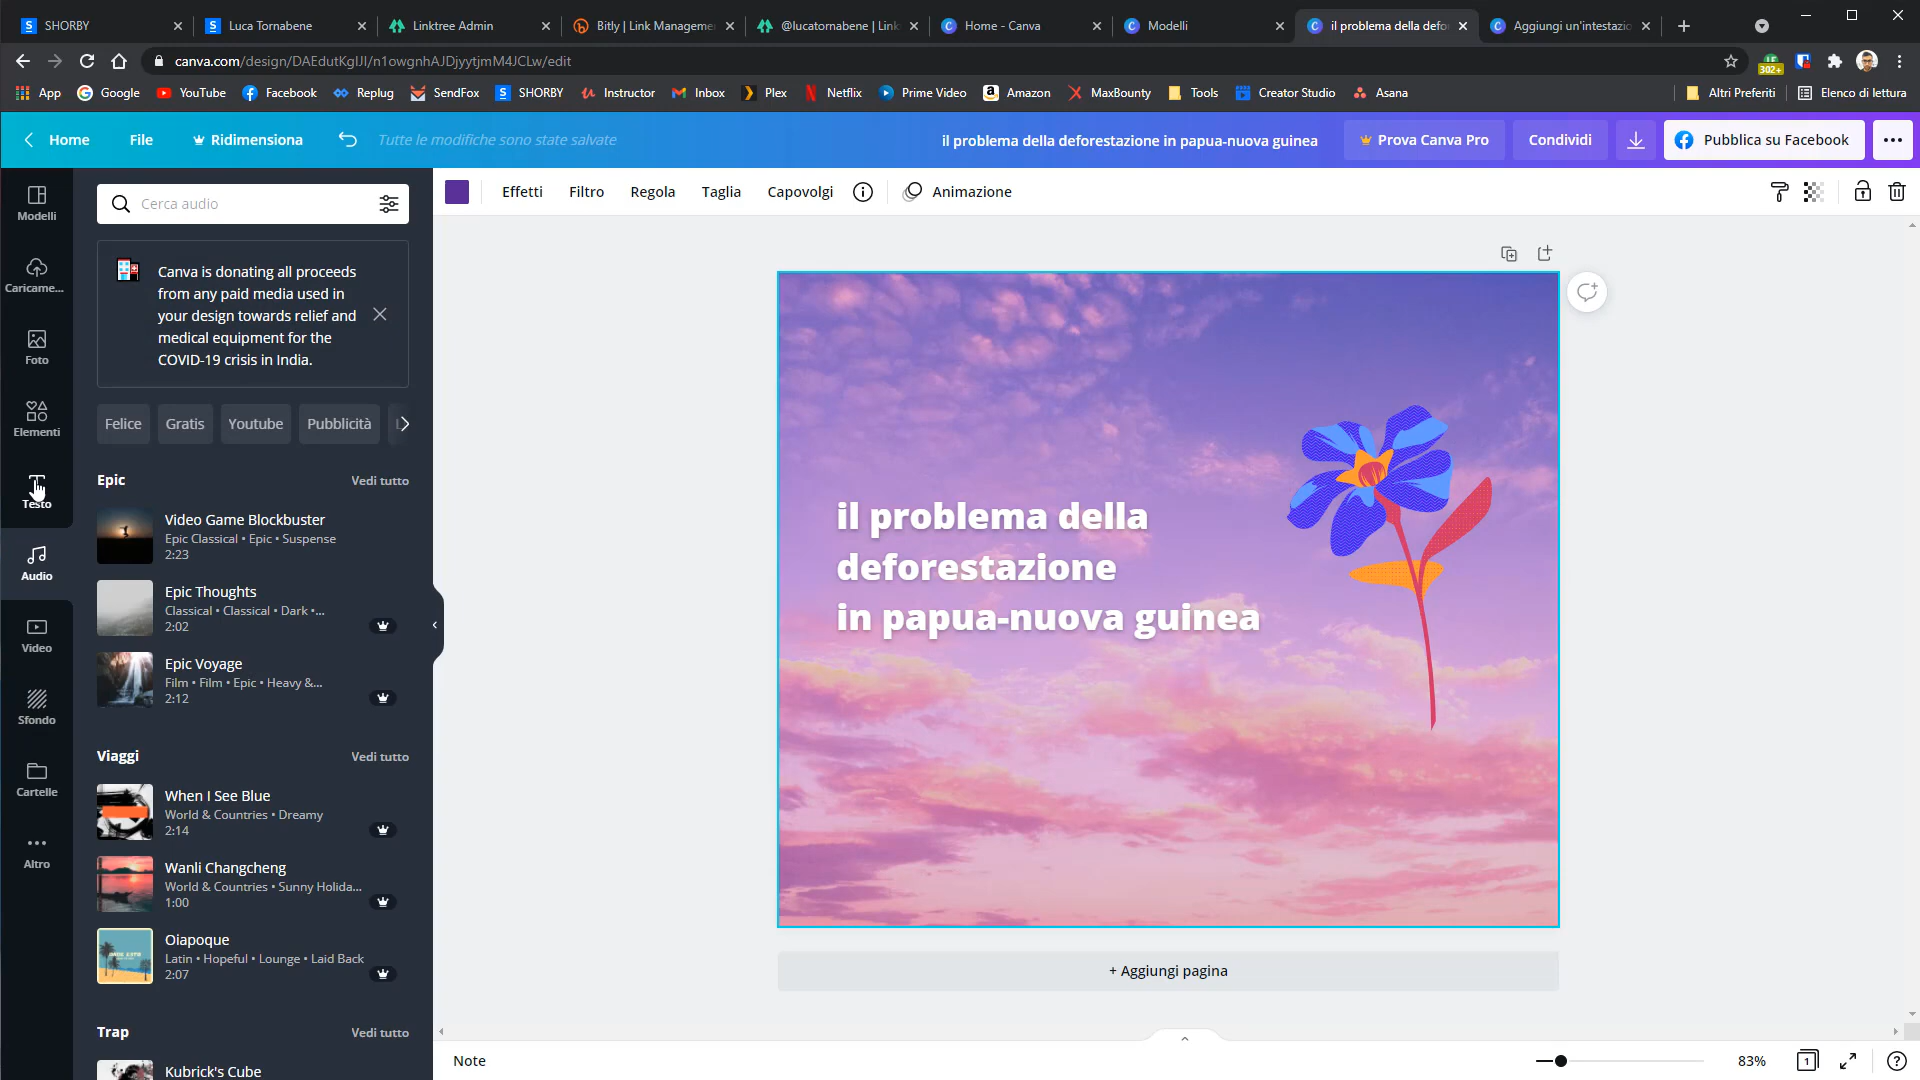 SHORBY
Luca Tornabene
Linktree Admin
Bitly | Link Manageme
@lucatornabene | Link
Home - Canva
Modelli
il problema della defo
Aggiungi un'intestazio
canva.com/design/DAEdutKgIJI/n1owgnhAJDjyytjmM4JCLw/edit
302+
App
Google
YouTube
Facebook
Replug
SendFox
SHORBY
Instructor
Inbox
Plex
Netflix
Prime Video
Amazon
MaxBounty
Tools
Creator Studio
Asana
Altri Preferiti
Elenco di lettura
Home
File
Ridimensiona
Tutte le modifiche sono state salvate
il problema della deforestazione in papua-nuova guinea
Prova Canva Pro
Condividi
Pubblica su Facebook
Modelli
Caricame...
Foto
Elementi
Testo
Audio
Video
Sfondo
Cartelle
Altro
Cerca audio
Canva is donating all proceeds
from any paid media used in
your design towards relief and
medical equipment for the
COVID-19 crisis in India.
Felice
Gratis
Youtube
Pubblicità
Epic
Vedi tutto
Video Game Blockbuster
Epic Classical • Epic • Suspense
2:23
Epic Thoughts
Classical • Classical • Dark •...
2:02
Epic Voyage
Film • Film • Epic • Heavy &...
2:12
Viaggi
Vedi tutto
When I See Blue
World & Countries • Dreamy
2:14
Wanli Changcheng
World & Countries • Sunny Holida...
1:00
Oiapoque
Latin • Hopeful • Lounge • Laid Back
2:07
Trap
Vedi tutto
Kubrick's Cube
Effetti
Filtro
Regola
Taglia
Capovolgi
Animazione
il problema della
deforestazione
in papua-nuova guinea
+ Aggiungi pagina
Note
83%
1